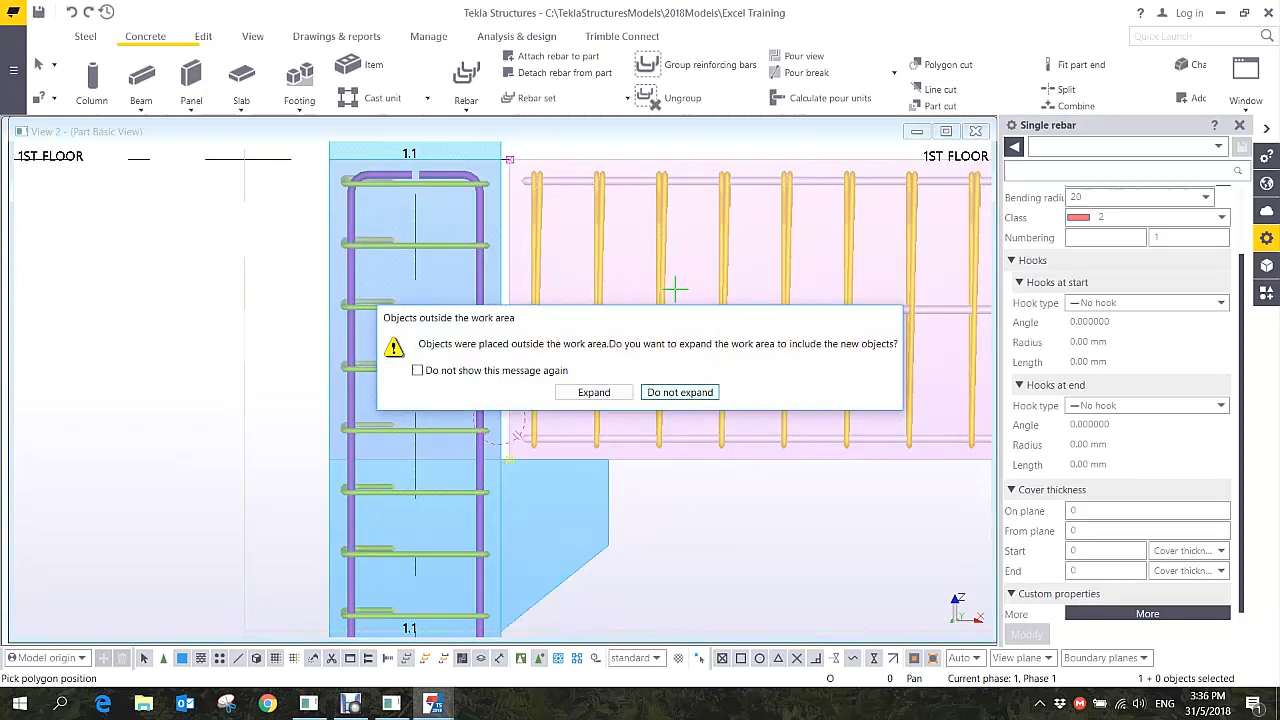 Tekla Structures - C:\TeklaStructuresModels\2018Models\Excel Training
? Log in
Steel Concrete Edit View Drawings & reports Manage Analysis & design Trimble Connect
Quick Launch
Column Beam Panel Slab Footing
Item
Cast unit
Rebar
Attach rebar to part
Detach rebar from part
Rebar set
Group reinforcing bars
Ungroup
Pour view
Pour break
Calculate pour units
Polygon cut
Line cut
Part cut
Fit part end
Split
Combine
Cha
Adc
Window
View 2 - (Part Basic View)
1ST FLOOR
1.1
1ST FLOOR
Single rebar
?
Bending radiu 20
Class 2
Numbering 1
Hooks
Hooks at start
Hook type No hook
Angle 0.000000
Radius 0.00 mm
Length 0.00 mm
Hooks at end
Hook type No hook
Angle 0.000000
Radius 0.00 mm
Length 0.00 mm
Cover thickness
On plane 0
From plane 0
Start 0 Cover thickn...
End 0 Cover thickn...
Custom properties
More More
Modify
Objects outside the work area
Objects were placed outside the work area.Do you want to expand the work area to include the new objects?
Do not show this message again
Expand Do not expand
1.1
Z
Y X
Model origin
standard
Auto View plane Boundary planes
Pick polygon position
O 0 Pan Current phase: 1, Phase 1 1 + 0 objects selected
ENG 3:36 PM
31/5/2018